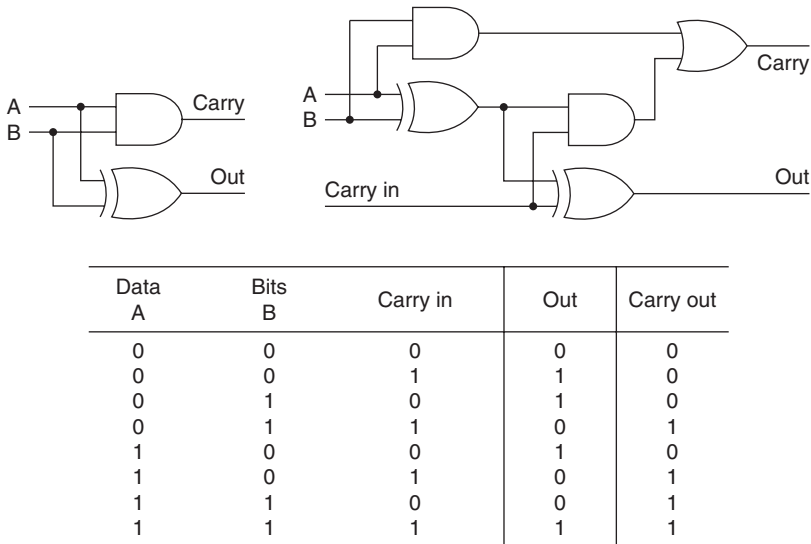 A
B
Carry
Out
A
B
Carry in
Carry
Out
Data A Bits B Carry in Out Carry out
0 0 0 0 0
0 0 1 1 0
0 1 0 1 0
0 1 1 0 1
1 0 0 1 0
1 0 1 0 1
1 1 0 0 1
1 1 1 1 1